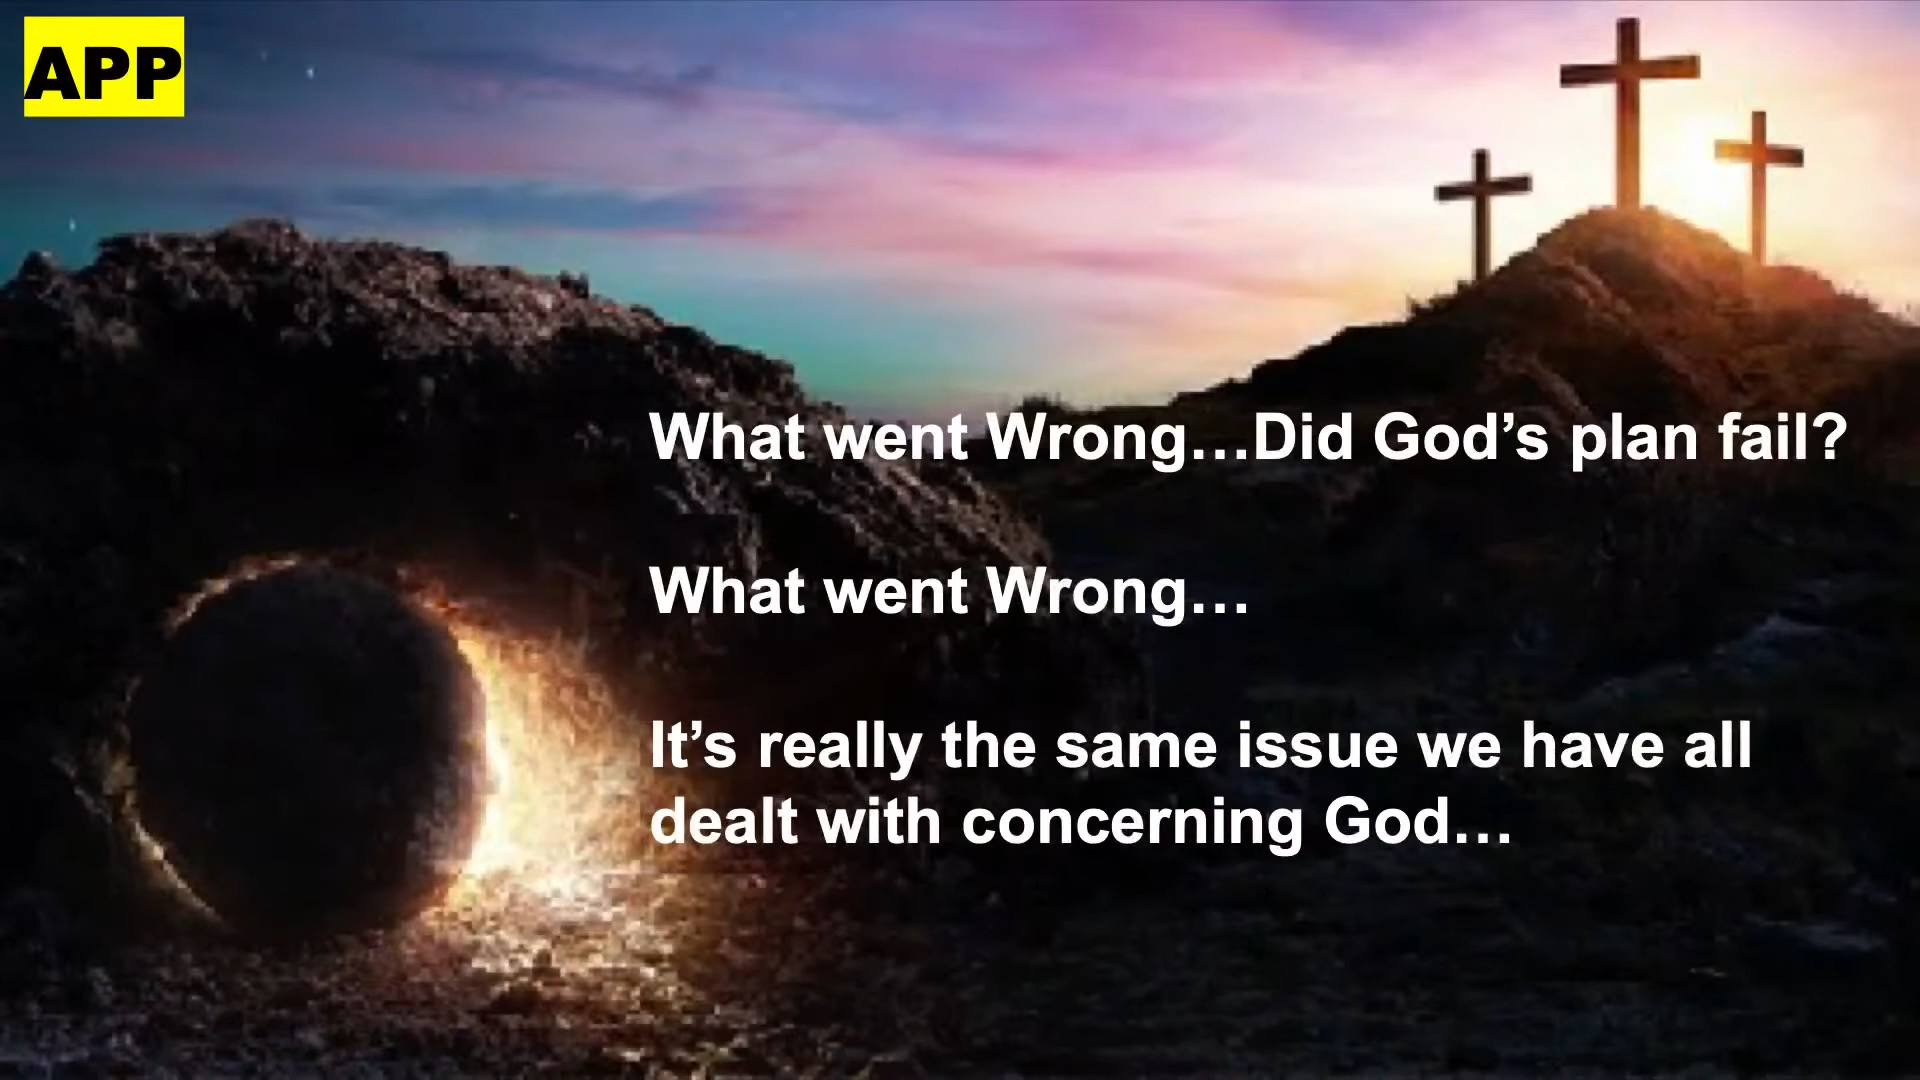 APP
What went Wrong…Did God’s plan fail?
What went Wrong…
It’s really the same issue we have all
dealt with concerning God…